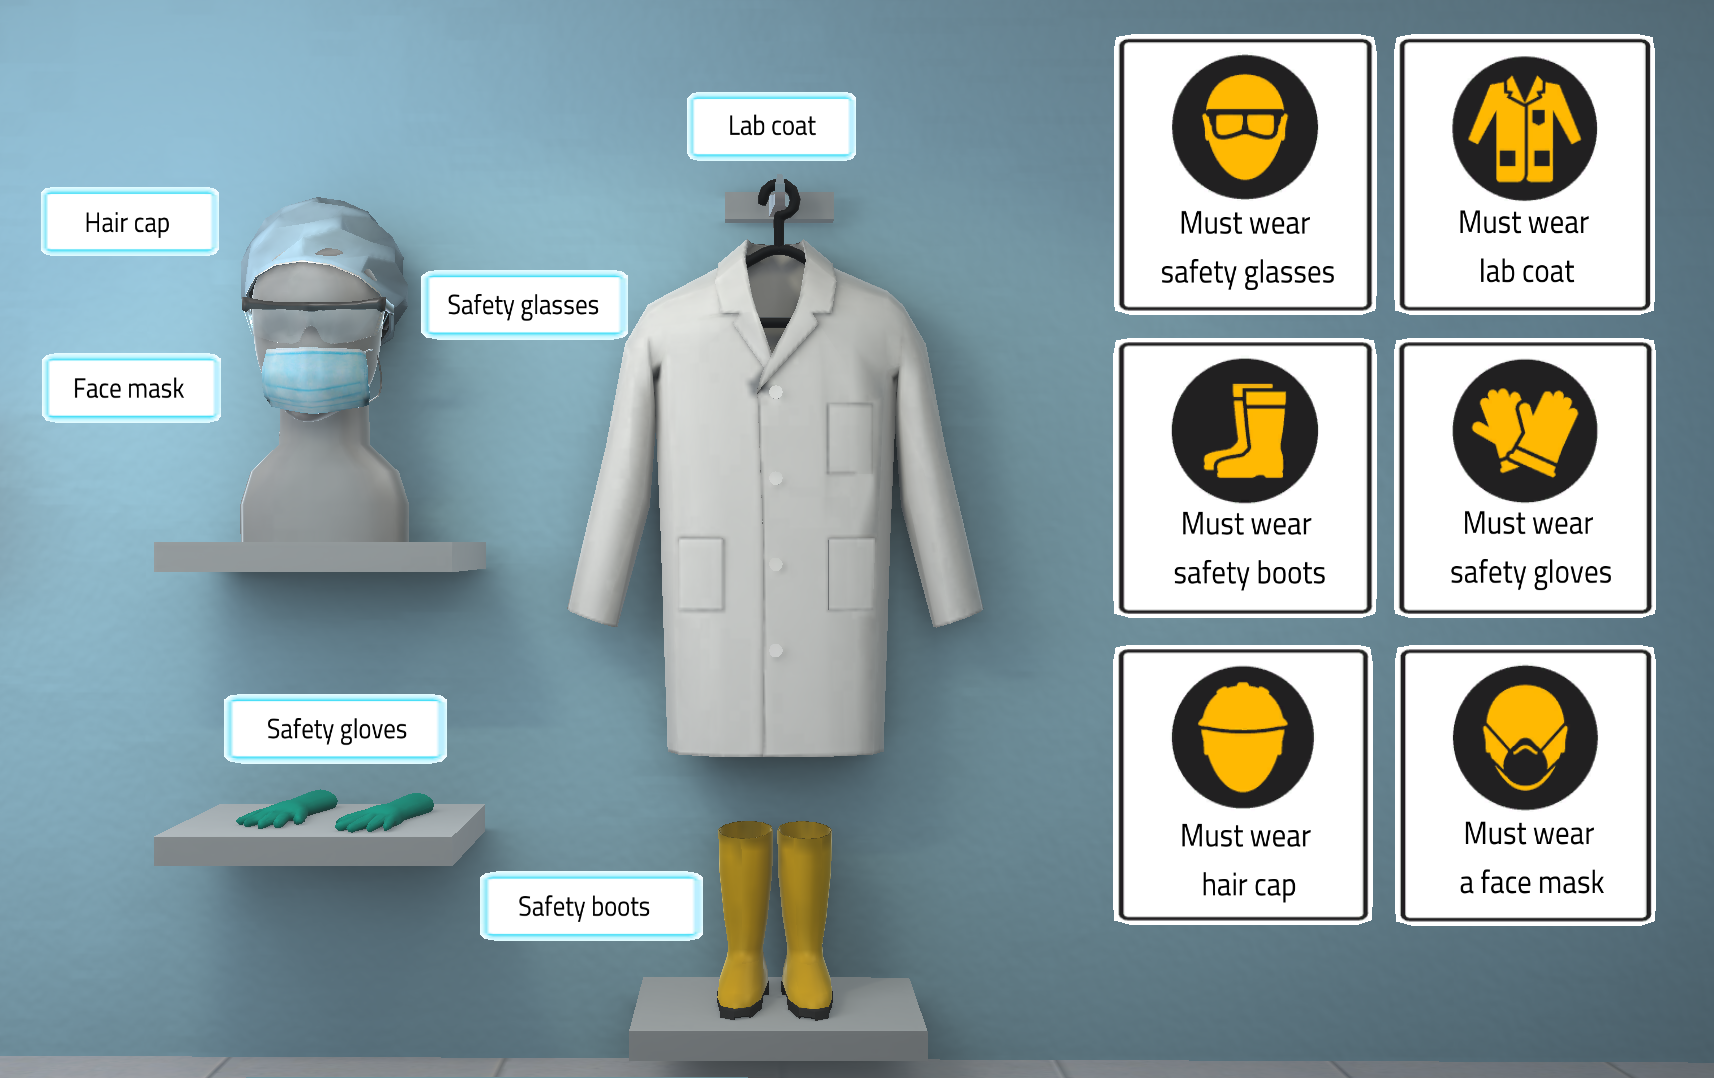 Lab coat
Hair cap
Safety glasses
Face mask
Safety gloves
Safety boots
Must wear
safety glasses
Must wear
lab coat
Must wear
safety boots
Must wear
safety gloves
Must wear
hair cap
Must wear
a face mask